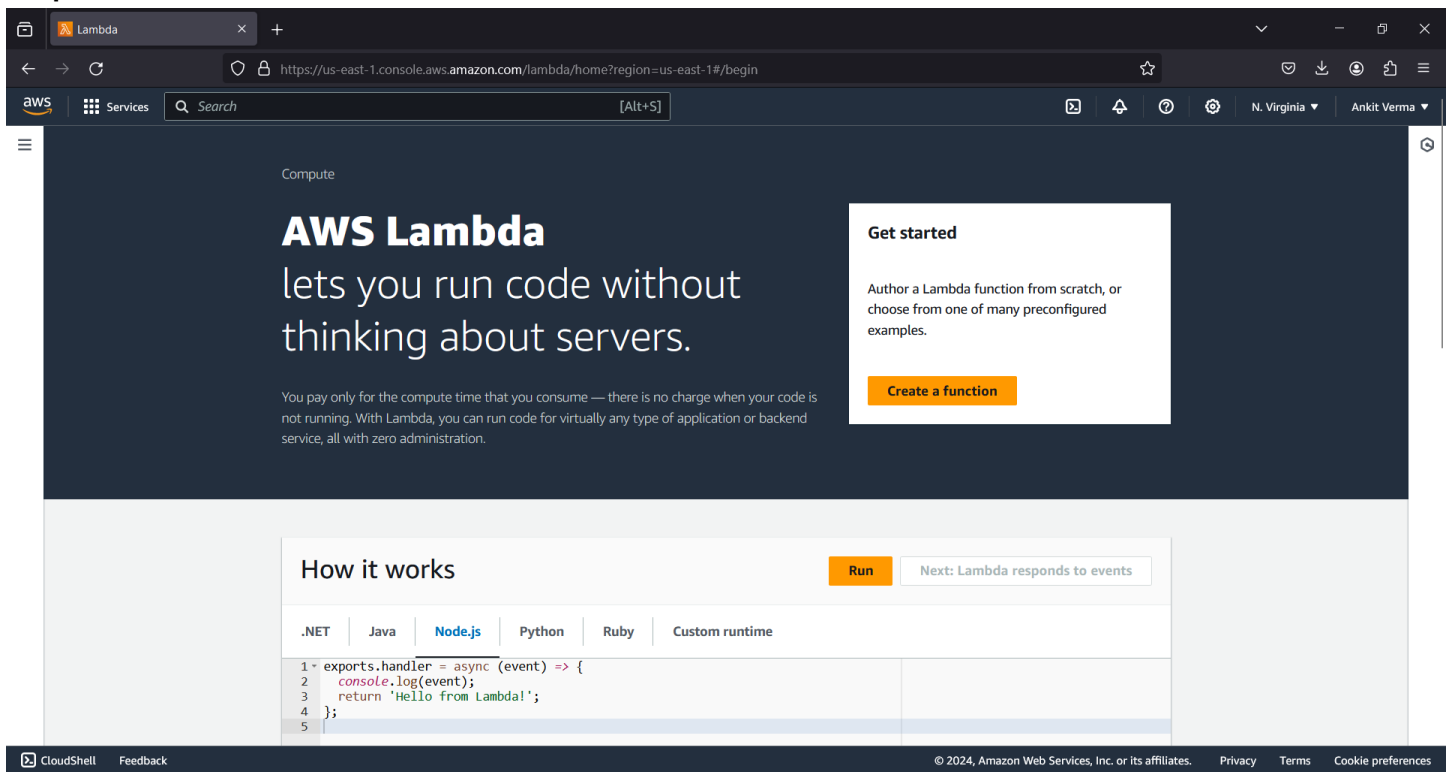 Lambda
https://us-east-1.console.aws.amazon.com/lambda/home?region=us-east-1#/begin
aws
Services
Search
[Alt+S]
N. Virginia
Ankit Verma
Compute
AWS Lambda
lets you run code without
thinking about servers.
You pay only for the compute time that you consume — there is no charge when your code is
not running. With Lambda, you can run code for virtually any type of application or backend
service, all with zero administration.
Get started
Author a Lambda function from scratch, or
choose from one of many preconfigured
examples.
Create a function
How it works
Run
Next: Lambda responds to events
.NET
Java
Node.js
Python
Ruby
Custom runtime
1 exports.handler = async (event) => {
2 console.log(event);
3 return 'Hello from Lambda!';
4 };
5
CloudShell
Feedback
© 2024, Amazon Web Services, Inc. or its affiliates.
Privacy
Terms
Cookie preferences